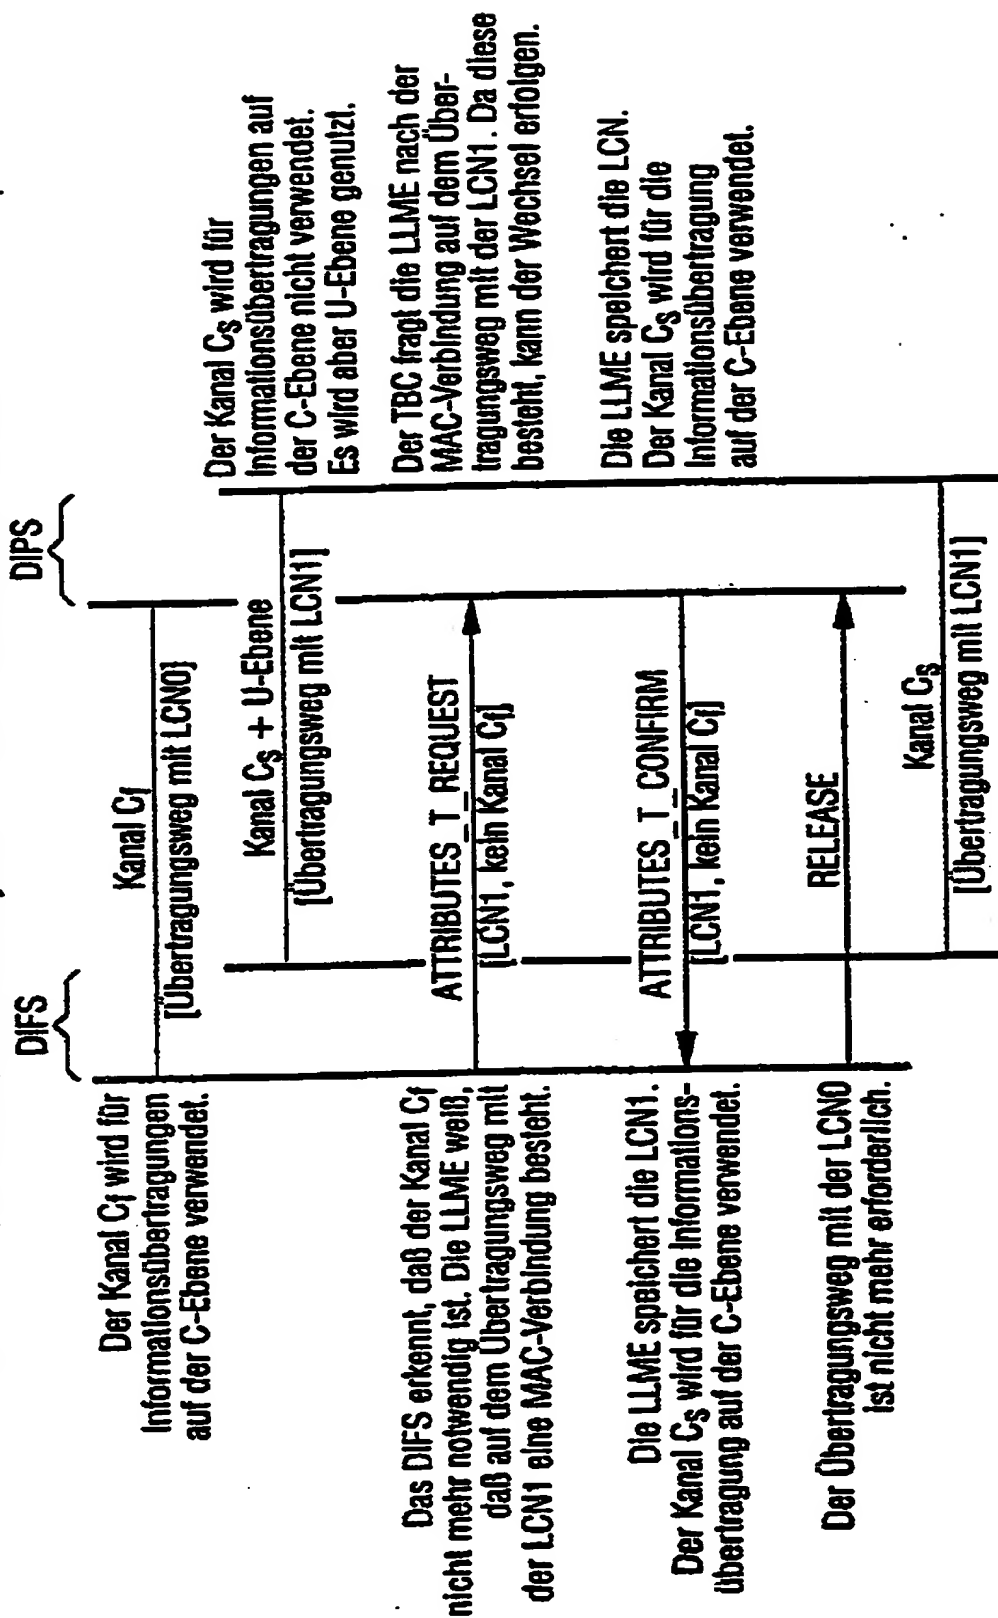 DIFS
DIPS
Der Kanal Cf wird für
Informationsübertragungen
auf der C-Ebene verwendet.
Kanal Cf
[Übertragungsweg mit LCN0]
Kanal Cs + U-Ebene
[Übertragungsweg mit LCN1]
Der Kanal Cs wird für
Informationsübertragungen auf
der C-Ebene nicht verwendet.
Es wird aber U-Ebene genutzt.
Das DIFS erkennt, daß der Kanal Cf
nicht mehr notwendig ist. Die LLME weiß,
daß auf dem Übertragungsweg mit
der LCN1 eine MAC-Verbindung besteht.
ATTRIBUTES_T_REQUEST
[LCN1, kein Kanal Cf]
Der TBC fragt die LLME nach der
MAC-Verbindung auf dem Über-
tragungsweg mit der LCN1. Da diese
besteht, kann der Wechsel erfolgen.
Die LLME speichert die LCN1.
Der Kanal Cs wird für die Informations-
übertragung auf der C-Ebene verwendet.
ATTRIBUTES_T_CONFIRM
[LCN1, kein Kanal Cf]
Die LLME speichert die LCN.
Der Kanal Cs wird für die
Informationsübertragung
auf der C-Ebene verwendet.
Der Übertragungsweg mit der LCN0
ist nicht mehr erforderlich.
RELEASE
Kanal Cs
[Übertragungsweg mit LCN1]